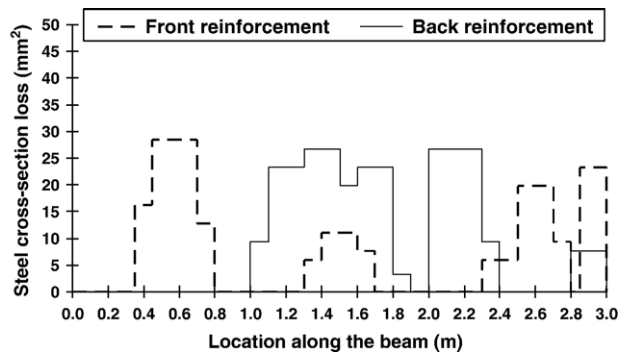 Front reinforcement Back reinforcement
Steel cross-section loss (mm²)
50
45
40
35
30
25
20
15
10
5
0
0.0 0.2 0.4 0.6 0.8 1.0 1.2 1.4 1.6 1.8 2.0 2.2 2.4 2.6 2.8 3.0
Location along the beam (m)